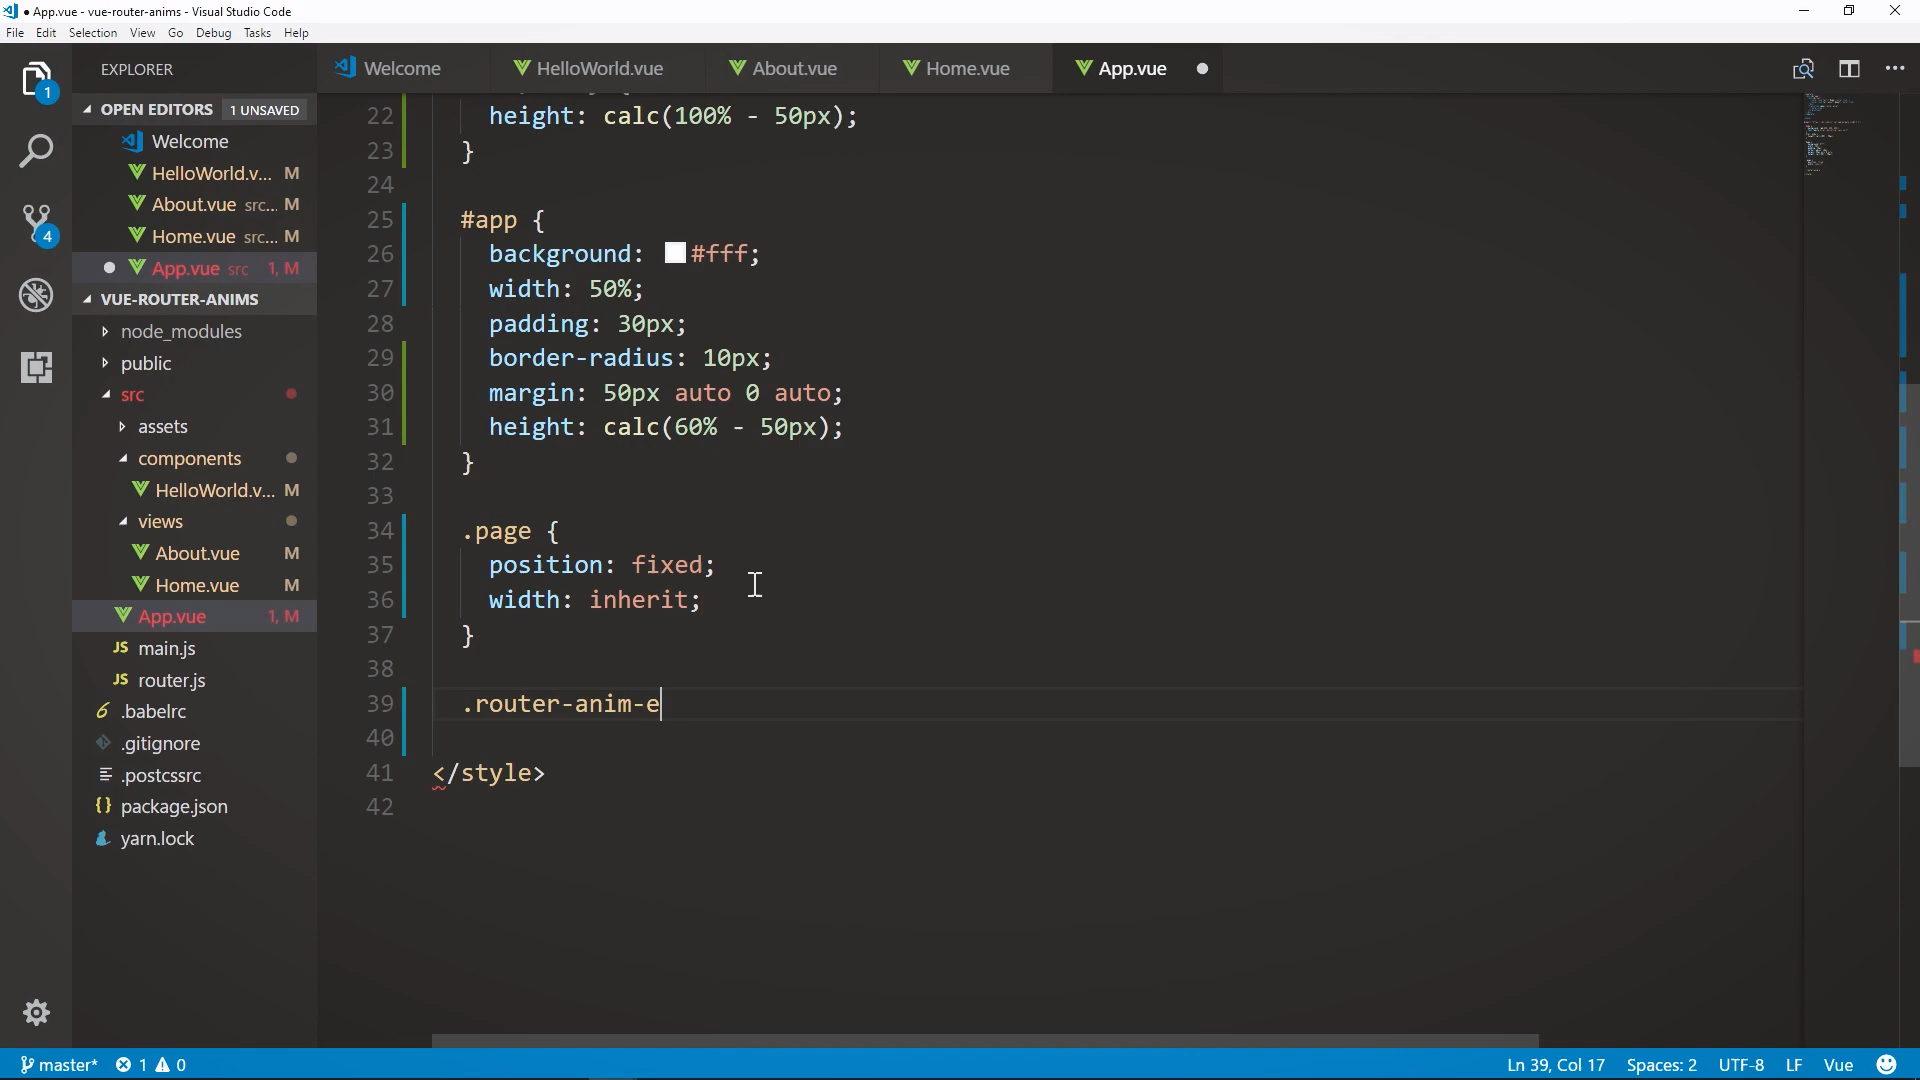 ● App.vue - vue-router-anims - Visual Studio Code
File Edit Selection View Go Debug Tasks Help
EXPLORER
Welcome HelloWorld.vue About.vue Home.vue App.vue
1
OPEN EDITORS 1 UNSAVED
Welcome
HelloWorld.v... M
About.vue src... M
4
Home.vue src... M
App.vue src 1, M
VUE-ROUTER-ANIMS
node_modules
public
src
assets
components
HelloWorld.v... M
views
About.vue M
Home.vue M
App.vue 1, M
JS main.js
JS router.js
.babelrc
.gitignore
.postcssrc
{} package.json
yarn.lock
22 height: calc(100% - 50px);
23 }
24
25 #app {
26 background: #fff;
27 width: 50%;
28 padding: 30px;
29 border-radius: 10px;
30 margin: 50px auto 0 auto;
31 height: calc(60% - 50px);
32 }
33
34 .page {
35 position: fixed;
36 width: inherit;
37 }
38
39 .router-anim-e
40
41 </style>
42
master* 1 0 Ln 39, Col 17 Spaces: 2 UTF-8 LF Vue